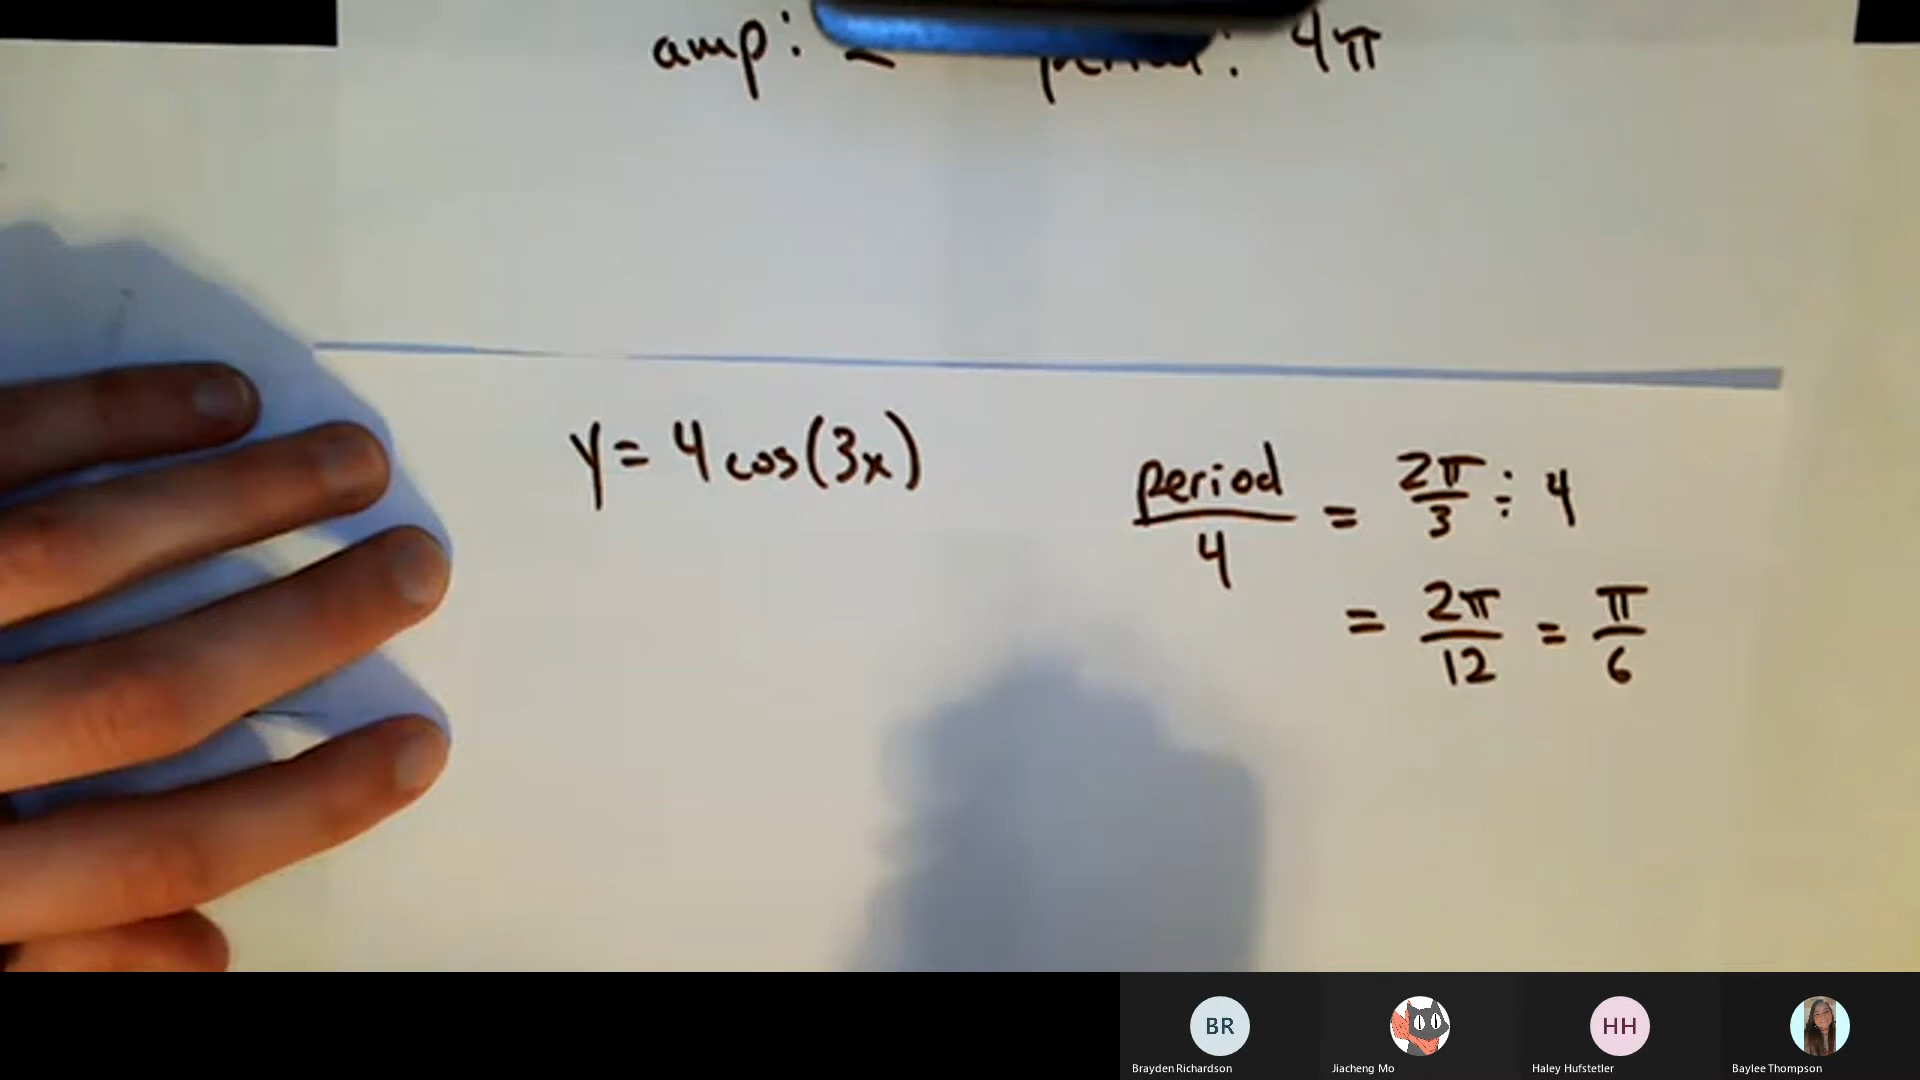 amp: period: 4π
y = 4 cos(3x)
period/4 = 2π/3 ÷ 4
= 2π/12 = π/6
BR
HH
Brayden Richardson
Jiacheng Mo
Haley Hufstetler
Baylee Thompson